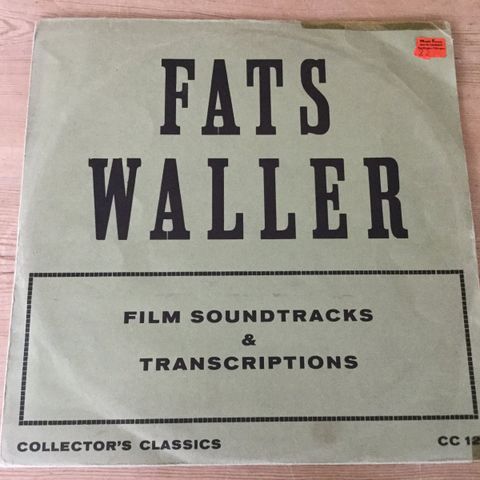 FATS
WALLER
FILM SOUNDTRACKS
&
TRANSCRIPTIONS
COLLECTOR'S CLASSICS
CC 12